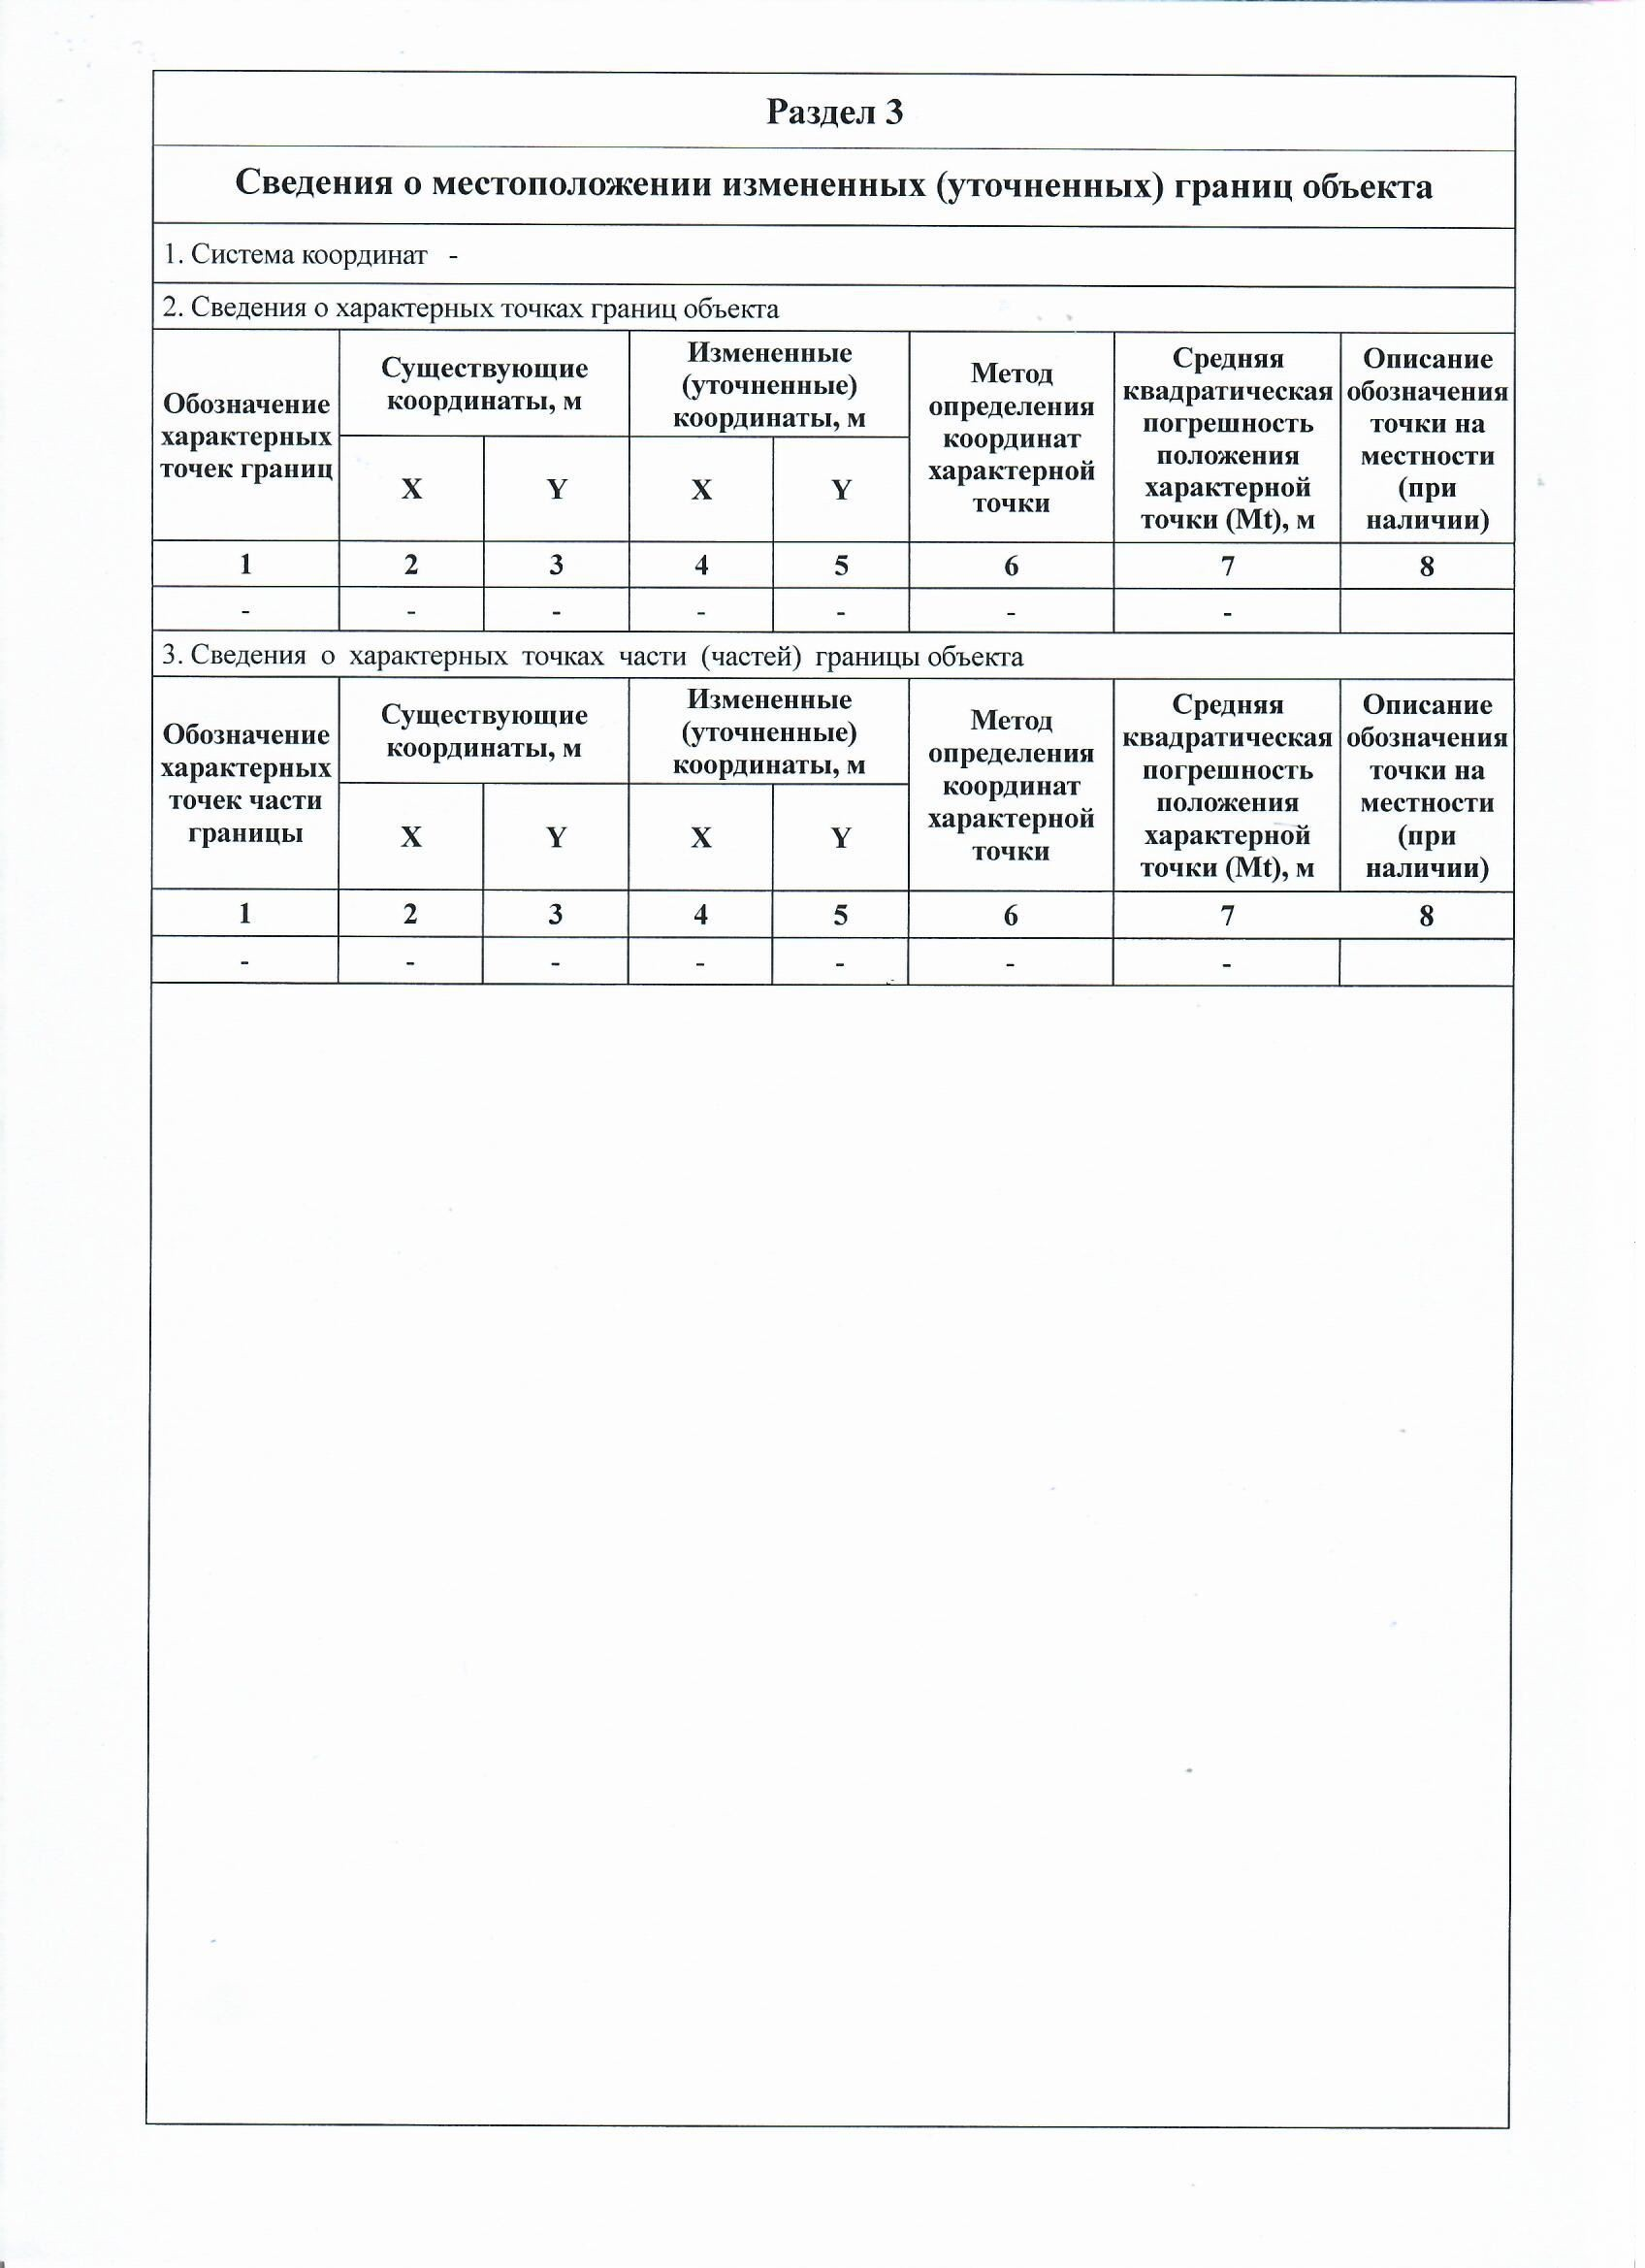 Раздел 3
Сведения о местоположении измененных (уточненных) границ объекта
1. Система координат -
2. Сведения о характерных точках границ объекта
Обозначение
характерных
точек границ
Существующие
координаты, м
Измененные
(уточненные)
координаты, м
Метод
определения
координат
характерной
точки
Средняя
квадратическая
погрешность
положения
характерной
точки (Mt), м
Описание
обозначения
точки на
местности
(при
наличии)
X Y X Y
1 2 3 4 5 6 7 8
- - - - - - -
3. Сведения о характерных точках части (частей) границы объекта
Обозначение
характерных
точек части
границы
Существующие
координаты, м
Измененные
(уточненные)
координаты, м
Метод
определения
координат
характерной
точки
Средняя
квадратическая
погрешность
положения
характерной
точки (Mt), м
Описание
обозначения
точки на
местности
(при
наличии)
X Y X Y
1 2 3 4 5 6 7 8
- - - - - - -